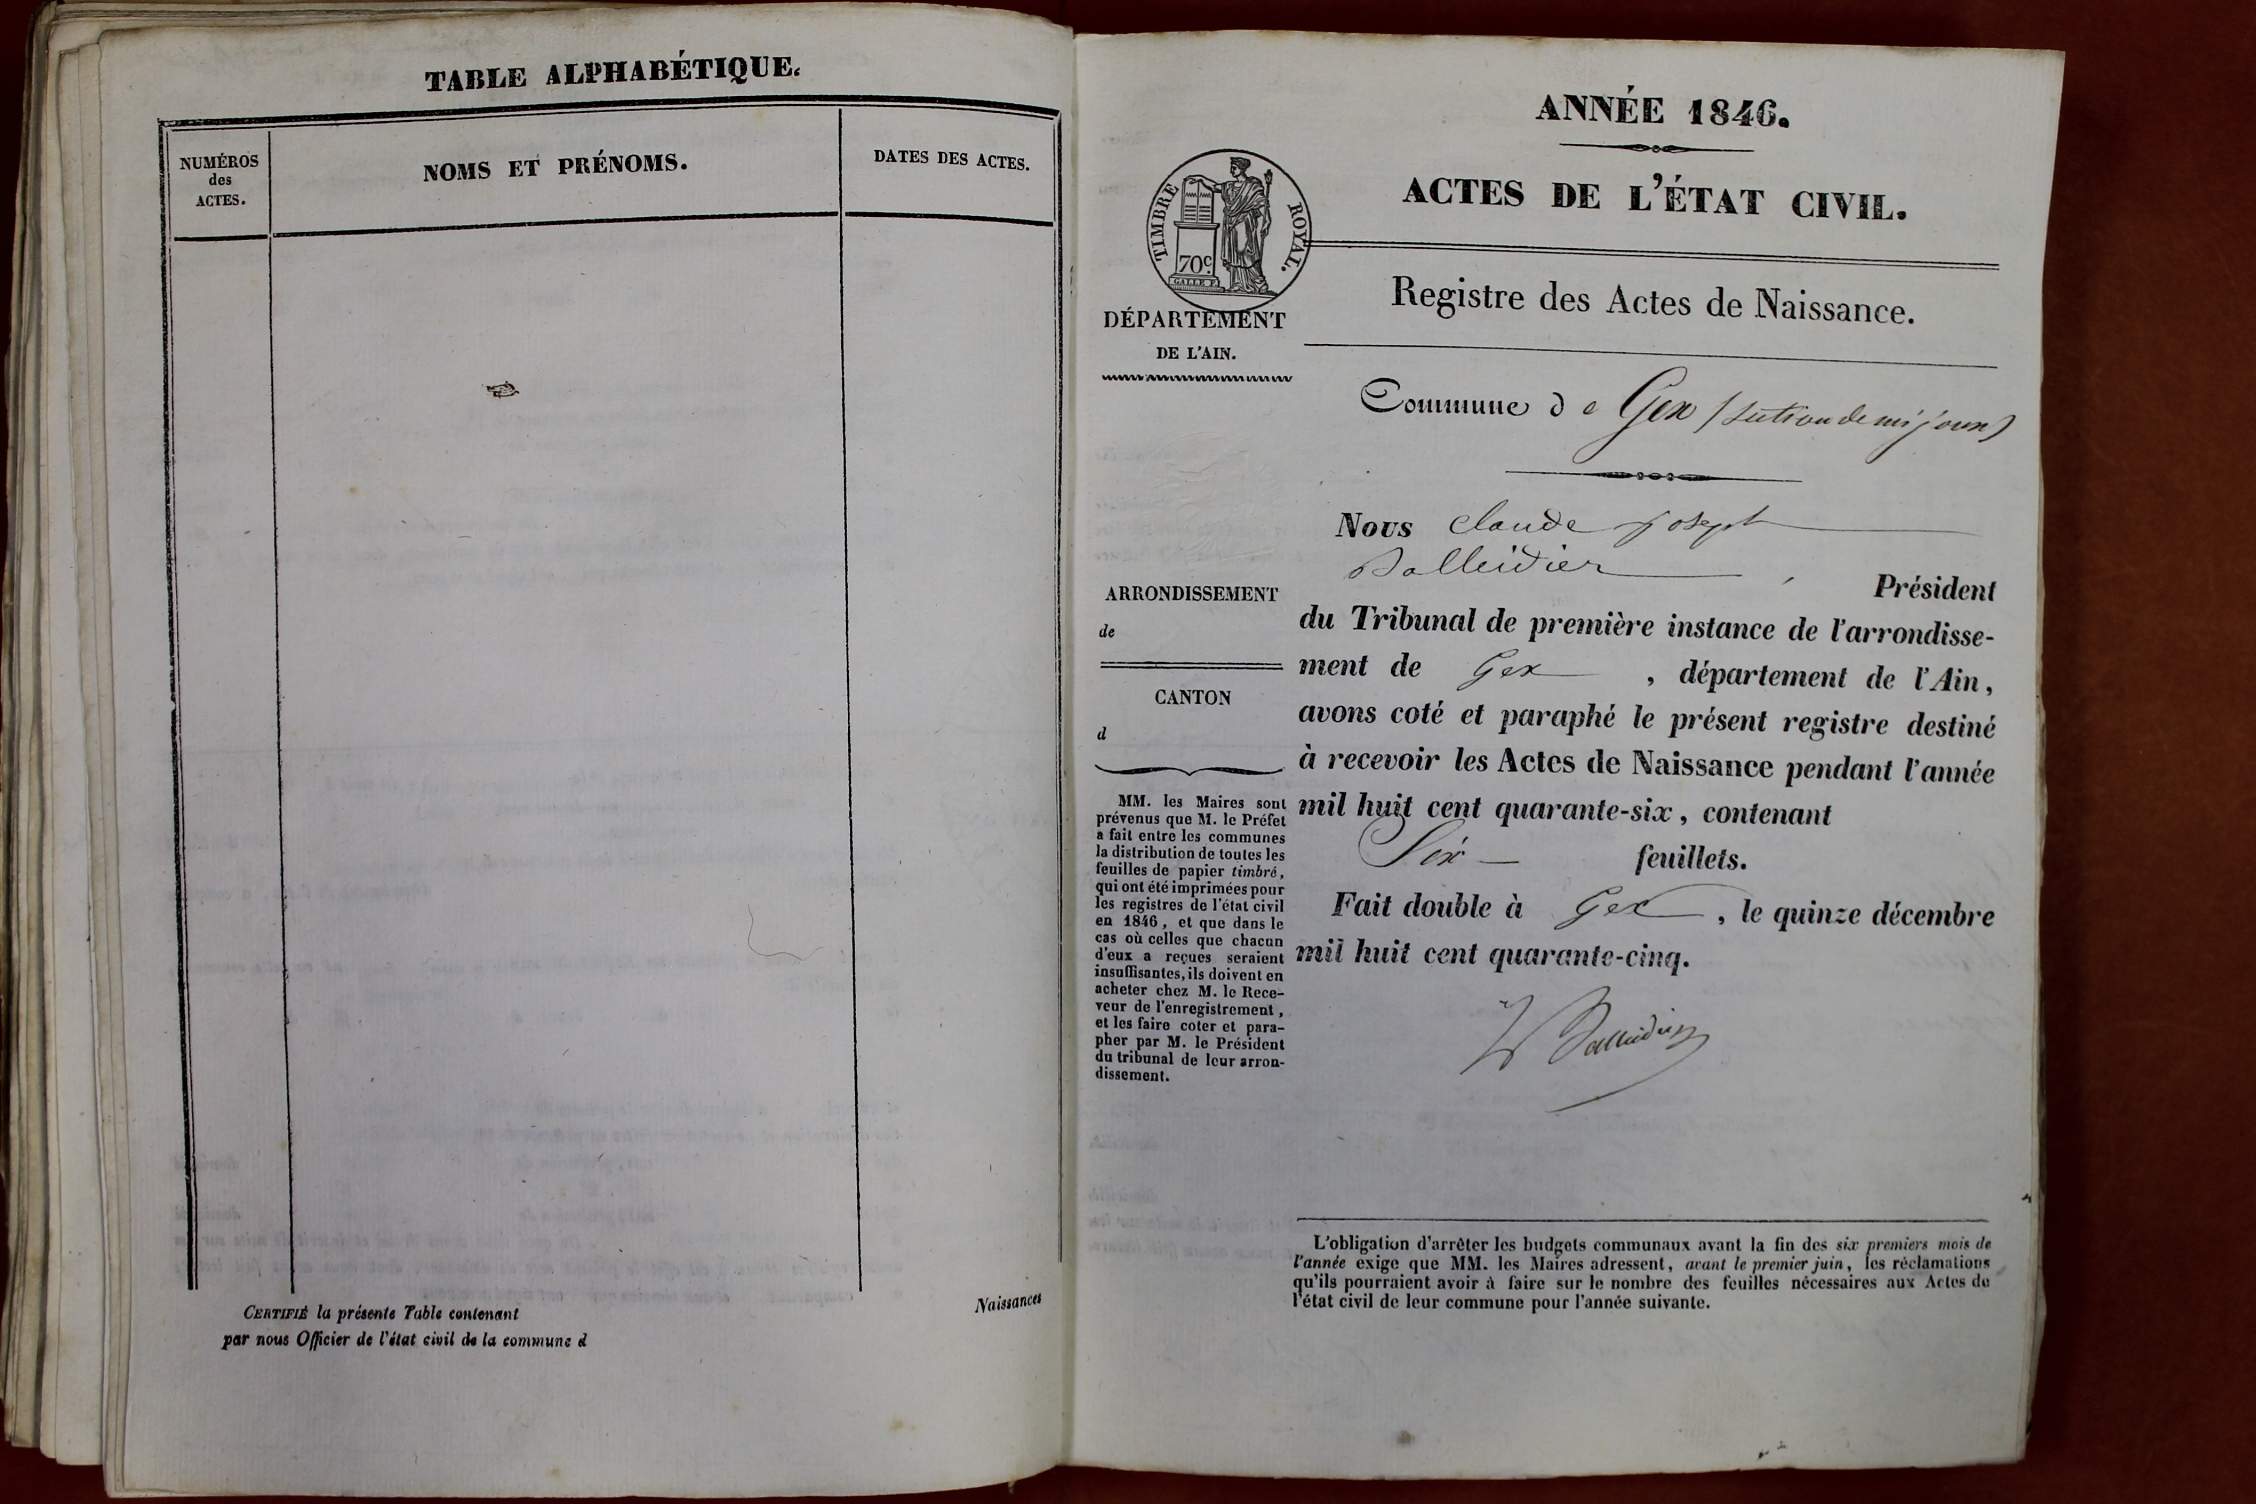 TABLE ALPHABÉTIQUE.
NUMÉROS
des
ACTES.
NOMS ET PRÉNOMS.
DATES DES ACTES.
CERTIFIÉ la présente Table contenant
Naissances
par nous Officier de l'état civil de la commune d
ANNÉE 1846.
ACTES DE L'ÉTAT CIVIL.
TIMBRE ROYAL.
70c
GALLE F.
Registre des Actes de Naissance.
DÉPARTEMENT
DE L'AIN.
Commune d e Gex (section de mijoux)
Nous Claude joseph
Balleidier, Président
du Tribunal de première instance de l'arrondisse-
ment de Gex, département de l'Ain,
avons coté et paraphé le présent registre destiné
à recevoir les Actes de Naissance pendant l'année
mil huit cent quarante-six, contenant
Six feuillets.
Fait double à Gex, le quinze décembre
mil huit cent quarante-cinq.
Balleidier
ARRONDISSEMENT
de
CANTON
d
MM. les Maires sont
prévenus que M. le Préfet
a fait entre les communes
la distribution de toutes les
feuilles de papier timbré,
qui ont été imprimées pour
les registres de l'état civil
en 1846, et que dans le
cas où celles que chacun
d'eux a reçues seraient
insuffisantes, ils doivent en
acheter chez M. le Rece-
veur de l'enregistrement,
et les faire coter et para-
pher par M. le Président
du tribunal de leur arron-
dissement.
L'obligation d'arrêter les budgets communaux avant la fin des six premiers mois de
l'année exige que MM. les Maires adressent, avant le premier juin, les réclamations
qu'ils pourraient avoir à faire sur le nombre des feuilles nécessaires aux Actes de
l'état civil de leur commune pour l'année suivante.